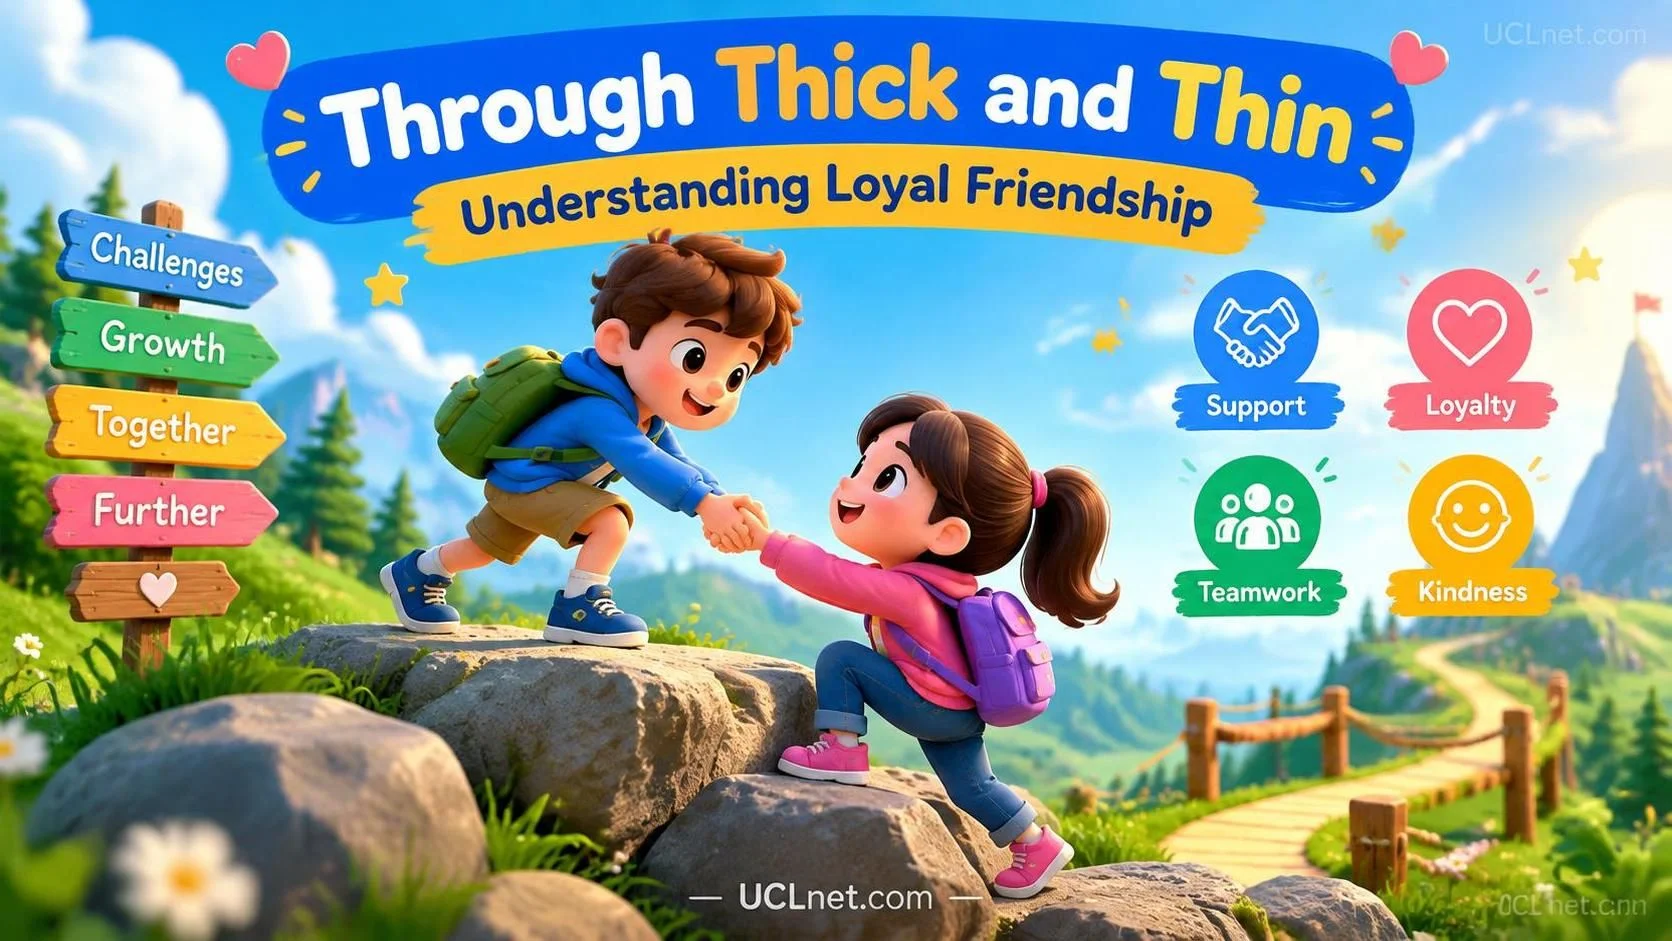 UCLnet.com
Through Thick and Thin
Understanding Loyal Friendship
Challenges
Growth
Together
Further
Support
Loyalty
Teamwork
Kindness
— UCLnet.com —